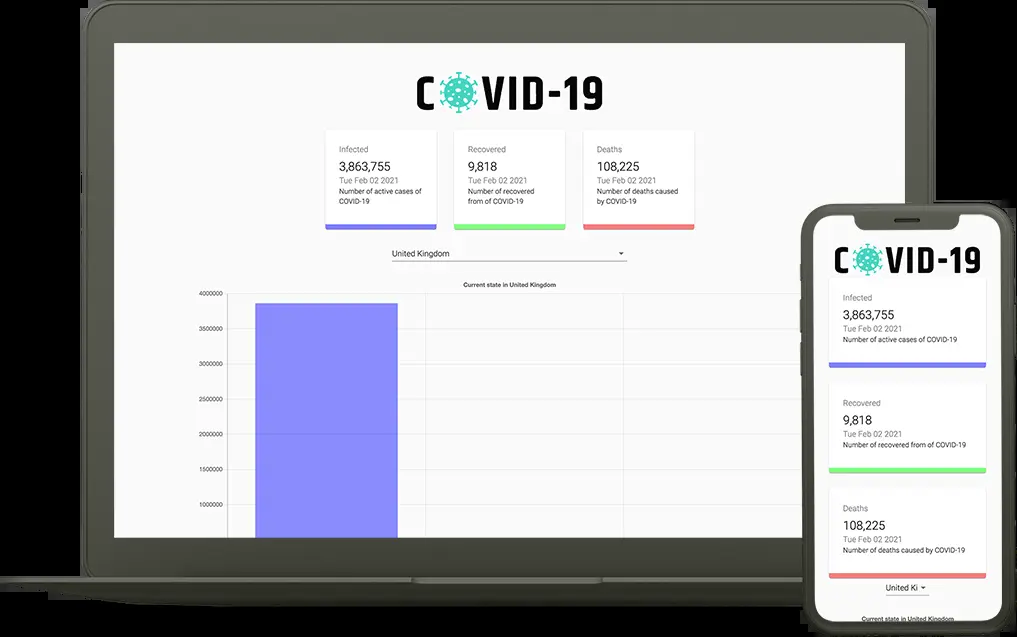 COVID-19
Infected
3,863,755
Tue Feb 02 2021
Number of active cases of
COVID-19
Recovered
9,818
Tue Feb 02 2021
Number of recovered
from of COVID-19
Deaths
108,225
Tue Feb 02 2021
Number of deaths caused
by COVID-19
United Kingdom
Current state in United Kingdom
4000000
3500000
3000000
2500000
2000000
1500000
1000000
COVID-19
Infected
3,863,755
Tue Feb 02 2021
Number of active cases of COVID-19
Recovered
9,818
Tue Feb 02 2021
Number of recovered from of COVID-19
Deaths
108,225
Tue Feb 02 2021
Number of deaths caused by COVID-19
United Ki
Current state in United Kingdom